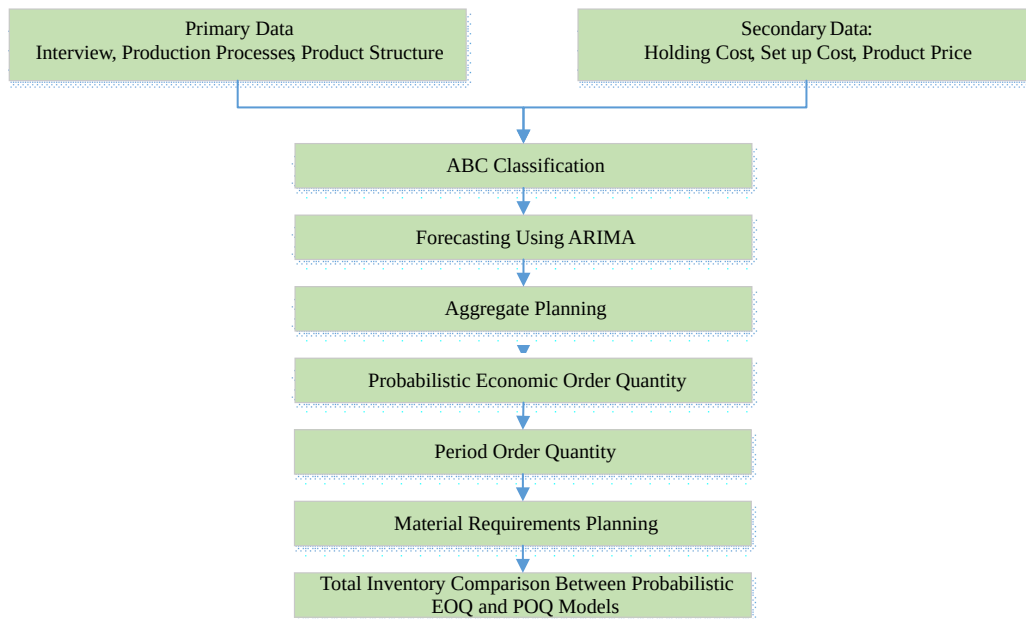 Primary Data
Interview, Production Processes, Product Structure
Secondary Data:
Holding Cost, Set up Cost, Product Price
ABC Classification
Forecasting Using ARIMA
Aggregate Planning
Probabilistic Economic Order Quantity
Period Order Quantity
Material Requirements Planning
Total Inventory Comparison Between Probabilistic
EOQ and POQ Models